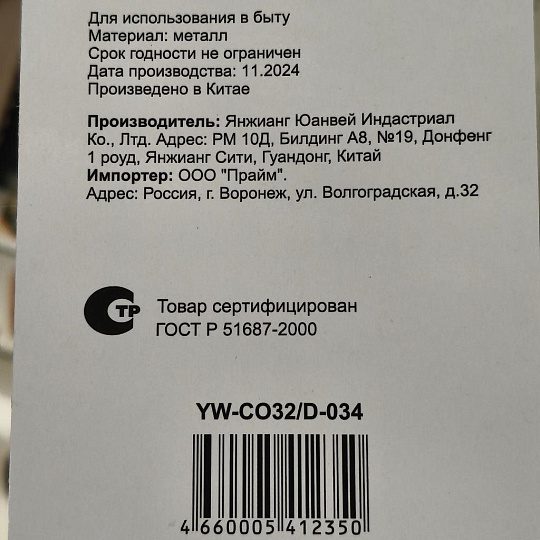 Для использования в быту
Материал: металл
Срок годности не ограничен
Дата производства: 11.2024
Произведено в Китае
Производитель: Янжианг Юанвей Индастриал
Ко., Лтд. Адрес: РМ 10Д, Билдинг А8, №19, Донфенг
1 роуд, Янжианг Сити, Гуандонг, Китай
Импортер: ООО "Прайм".
Адрес: Россия, г. Воронеж, ул. Волгоградская, д.32
СТР
Товар сертифицирован
ГОСТ Р 51687-2000
YW-CO32/D-034
4 660005 412350